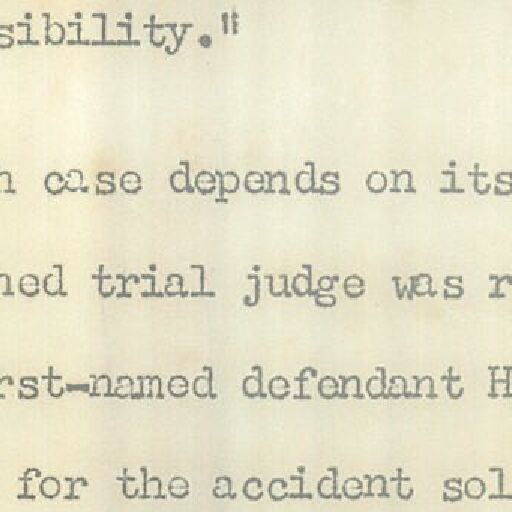 sibility."
h case depends on its
ned trial judge was r
rst-named defendant H
for the accident sol